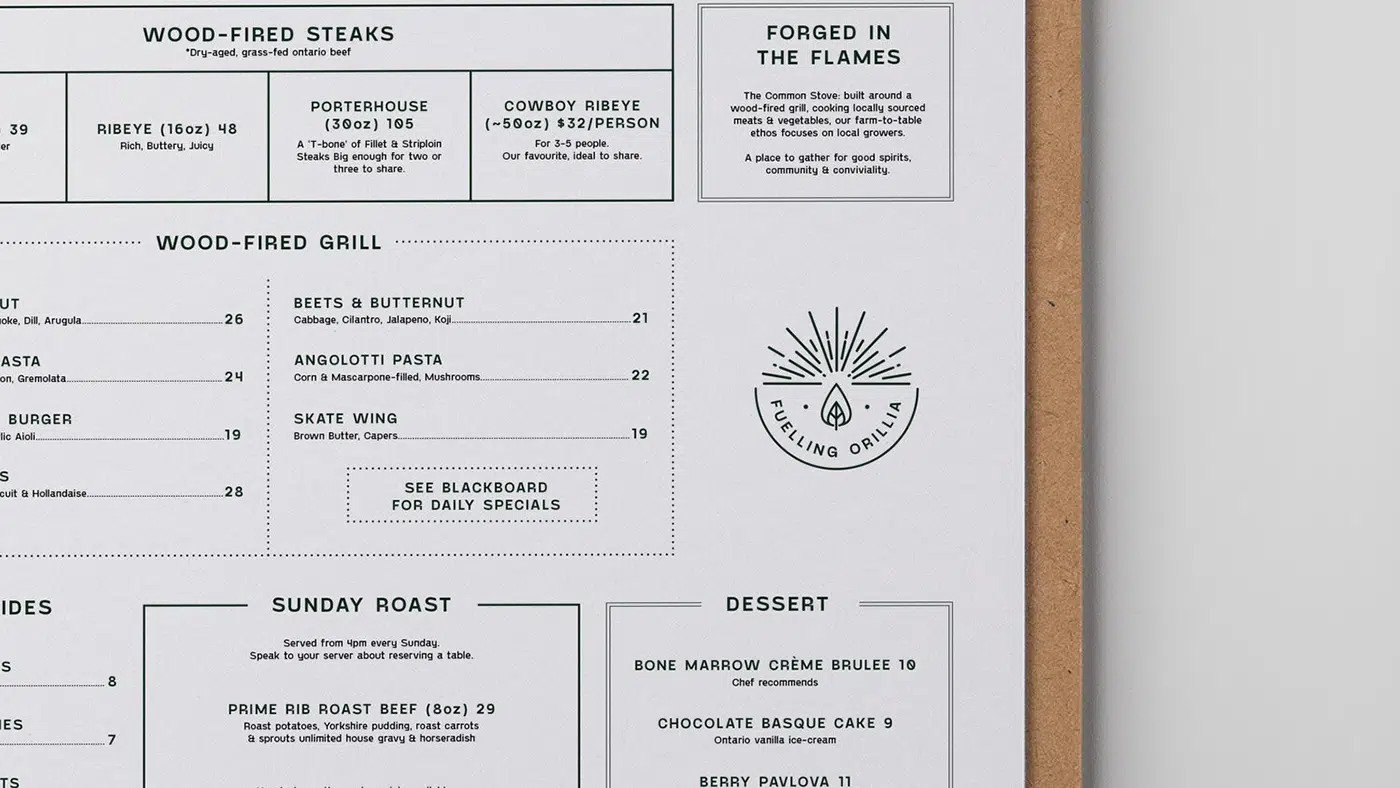 WOOD-FIRED STEAKS
*Dry-aged, grass-fed ontario beef
39
RIBEYE (16oz) 48
Rich, Buttery, Juicy
PORTERHOUSE
(30oz) 105
A 'T-bone' of Fillet & Striploin
Steaks Big enough for two or
three to share.
COWBOY RIBEYE
(~50oz) $32/PERSON
For 3-5 people.
Our favourite, ideal to share.
FORGED IN
THE FLAMES
The Common Stove: built around a
wood-fired grill, cooking locally sourced
meats & vegetables, our farm-to-table
ethos focuses on local growers.
A place to gather for good spirits,
community & conviviality.
WOOD-FIRED GRILL
UT
oke, Dill, Arugula 26
ASTA
on, Gremolata 24
BURGER
lic Aioli 19
S
cuit & Hollandaise 28
BEETS & BUTTERNUT
Cabbage, Cilantro, Jalapeno, Koji 21
ANGOLOTTI PASTA
Corn & Mascarpone-filled, Mushrooms 22
SKATE WING
Brown Butter, Capers 19
SEE BLACKBOARD
FOR DAILY SPECIALS
FUELLING ORILLIA
IDES
S
8
IES
7
TS
SUNDAY ROAST
Served from 4pm every Sunday.
Speak to your server about reserving a table.
PRIME RIB ROAST BEEF (8oz) 29
Roast potatoes, Yorkshire pudding, roast carrots
& sprouts unlimited house gravy & horseradish
DESSERT
BONE MARROW CRÈME BRULEE 10
Chef recommends
CHOCOLATE BASQUE CAKE 9
Ontario vanilla ice-cream
BERRY PAVLOVA 11